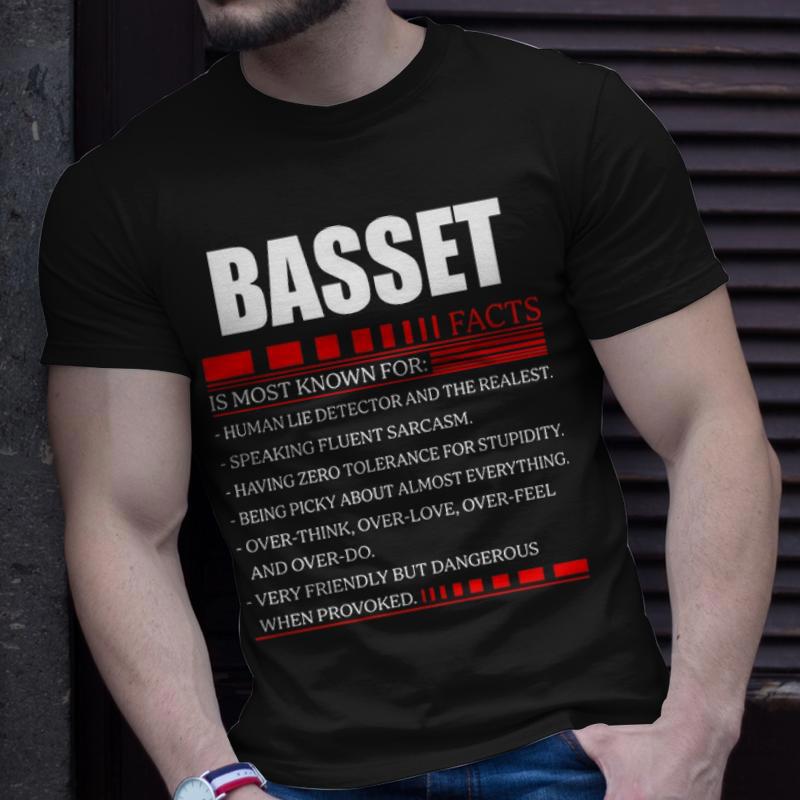 BASSET
FACTS
IS MOST KNOWN FOR:
- HUMAN LIE DETECTOR AND THE REALEST.
- SPEAKING FLUENT SARCASM.
- HAVING ZERO TOLERANCE FOR STUPIDITY.
- BEING PICKY ABOUT ALMOST EVERYTHING.
- OVER-THINK, OVER-LOVE, OVER-FEEL
AND OVER-DO.
- VERY FRIENDLY BUT DANGEROUS
WHEN PROVOKED.